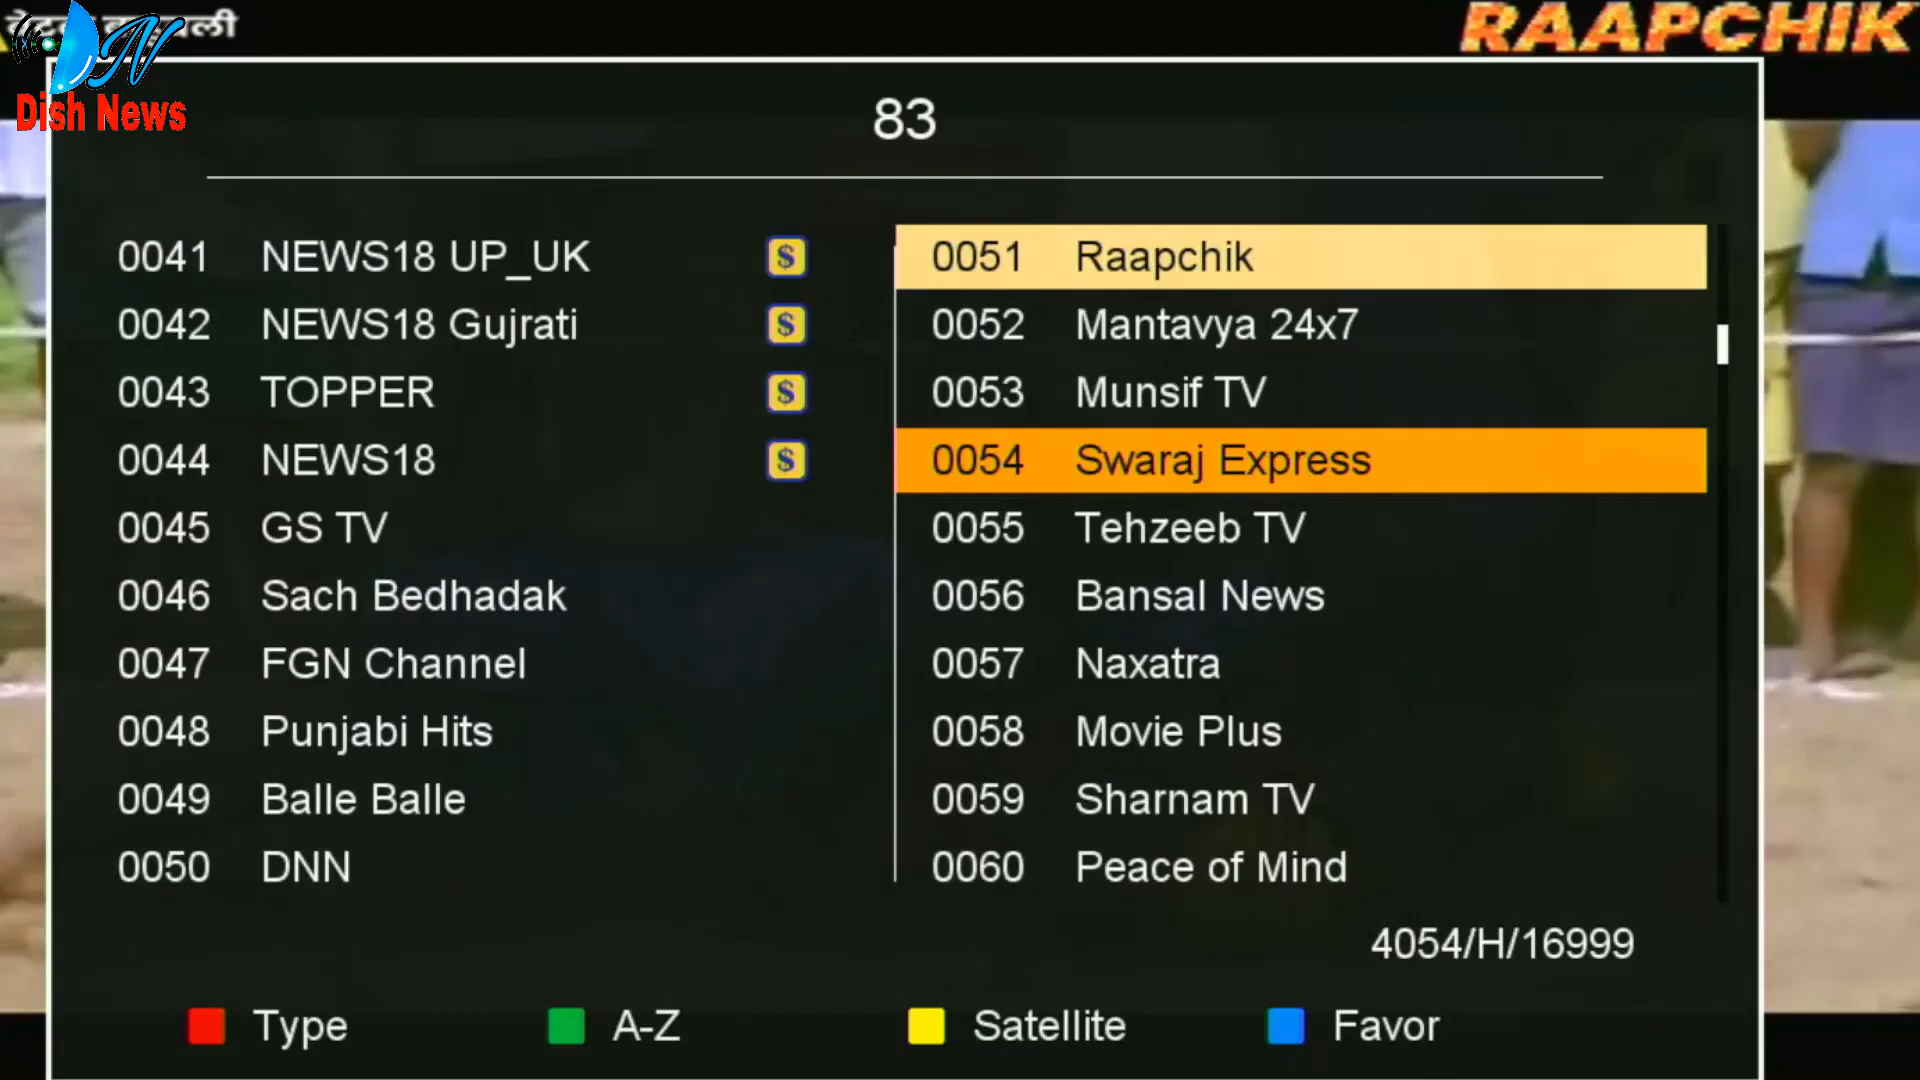 RAAPCHIK
Dish News
83
0041 NEWS18 UP_UK $
0042 NEWS18 Gujrati $
0043 TOPPER $
0044 NEWS18 $
0045 GS TV
0046 Sach Bedhadak
0047 FGN Channel
0048 Punjabi Hits
0049 Balle Balle
0050 DNN
0051 Raapchik
0052 Mantavya 24x7
0053 Munsif TV
0054 Swaraj Express
0055 Tehzeeb TV
0056 Bansal News
0057 Naxatra
0058 Movie Plus
0059 Sharnam TV
0060 Peace of Mind
4054/H/16999
Type A-Z Satellite Favor